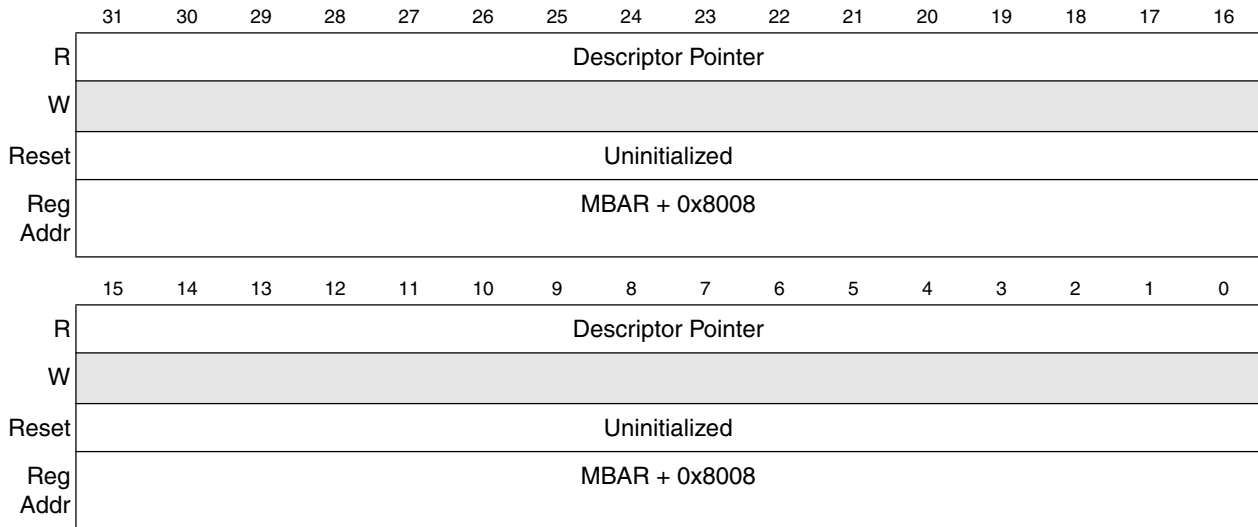 31 30 29 28 27 26 25 24 23 22 21 20 19 18 17 16
R Descriptor Pointer
W
Reset Uninitialized
Reg Addr MBAR + 0x8008
15 14 13 12 11 10 9 8 7 6 5 4 3 2 1 0
R Descriptor Pointer
W
Reset Uninitialized
Reg Addr MBAR + 0x8008